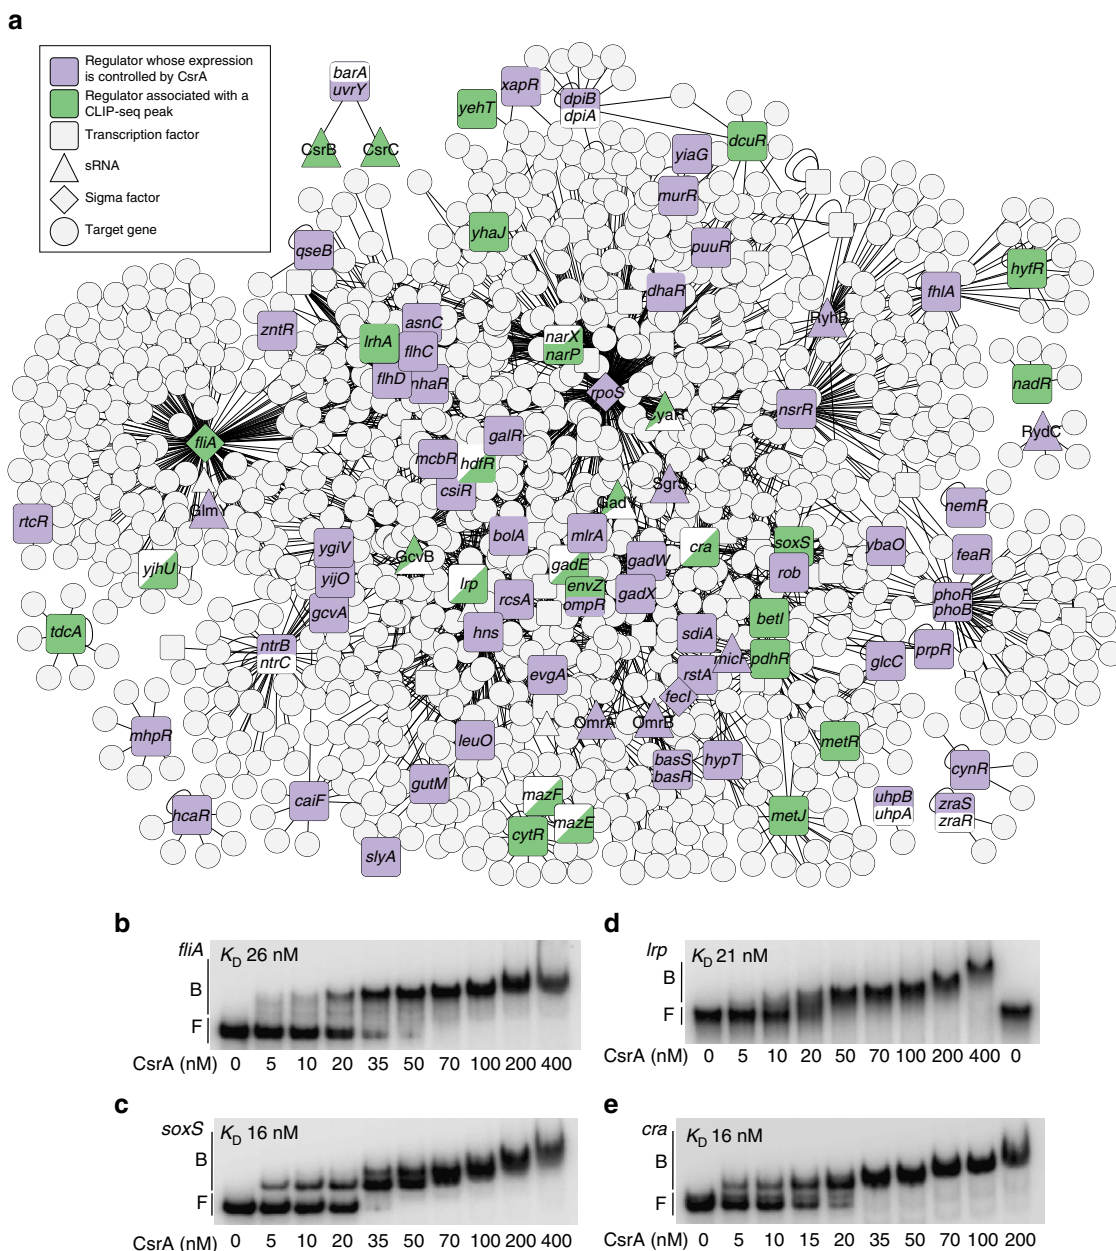 a
Regulator whose expression
is controlled by CsrA
Regulator associated with a
CLIP-seq peak
Transcription factor
sRNA
Sigma factor
Target gene
barA
uvrY
CsrB
CsrC
yehT
xapR
dpiB
dpiA
dcuR
yiaG
murR
yhaJ
puuR
qseB
dhaR
fhlA
hyfR
RyhB
zntR
asnC
lrhA
flhC
flhD
nhaR
narX
narP
rpoS
CyaR
nsrR
nadR
RydC
fliA
galR
mcbR
hdfR
csiR
SgrS
GadY
GlmY
rtcR
nemR
ygiV
GcvB
bolA
mlrA
cra
soxS
ybaO
feaR
yjhU
yijO
lrp
gadE
gadW
rob
envZ
ompR
gadX
rcsA
phoR
phoB
gcvA
tdcA
hns
sdiA
betI
ntrB
ntrC
micF
pdhR
glcC
prpR
evgA
rstA
fecI
OmrA
OmrB
mhpR
leuO
metR
basS
basR
hypT
cynR
gutM
caiF
hcaR
mazF
mazE
cytR
metJ
uhpB
uhpA
zraS
zraR
slyA
b
fliA
K_D 26 nM
B
F
CsrA (nM) 0 5 10 20 35 50 70 100 200 400
d
lrp
K_D 21 nM
B
F
CsrA (nM) 0 5 10 20 50 70 100 200 400 0
c
soxS
K_D 16 nM
B
F
CsrA (nM) 0 5 10 20 35 50 70 100 200 400
e
cra
K_D 16 nM
B
F
CsrA (nM) 0 5 10 15 20 35 50 70 100 200